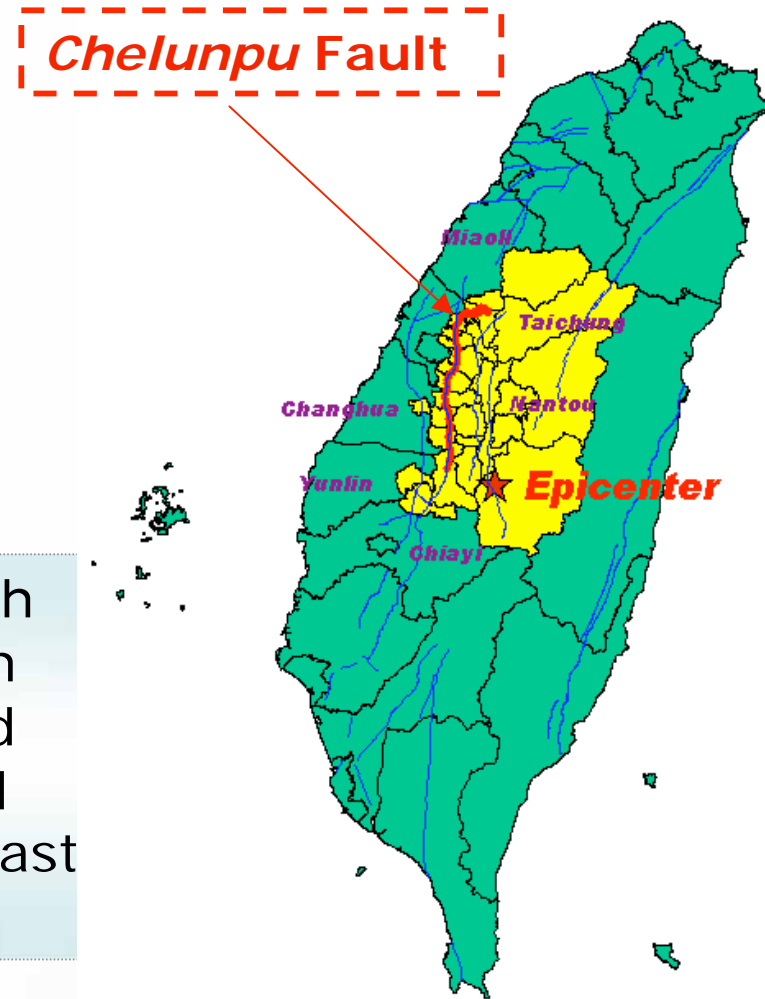 Chelunpu Fault
Miaoli
Taichung
Changhua
Nantou
Yunlin
Epicenter
Chiayi
h
n
d
l
ast